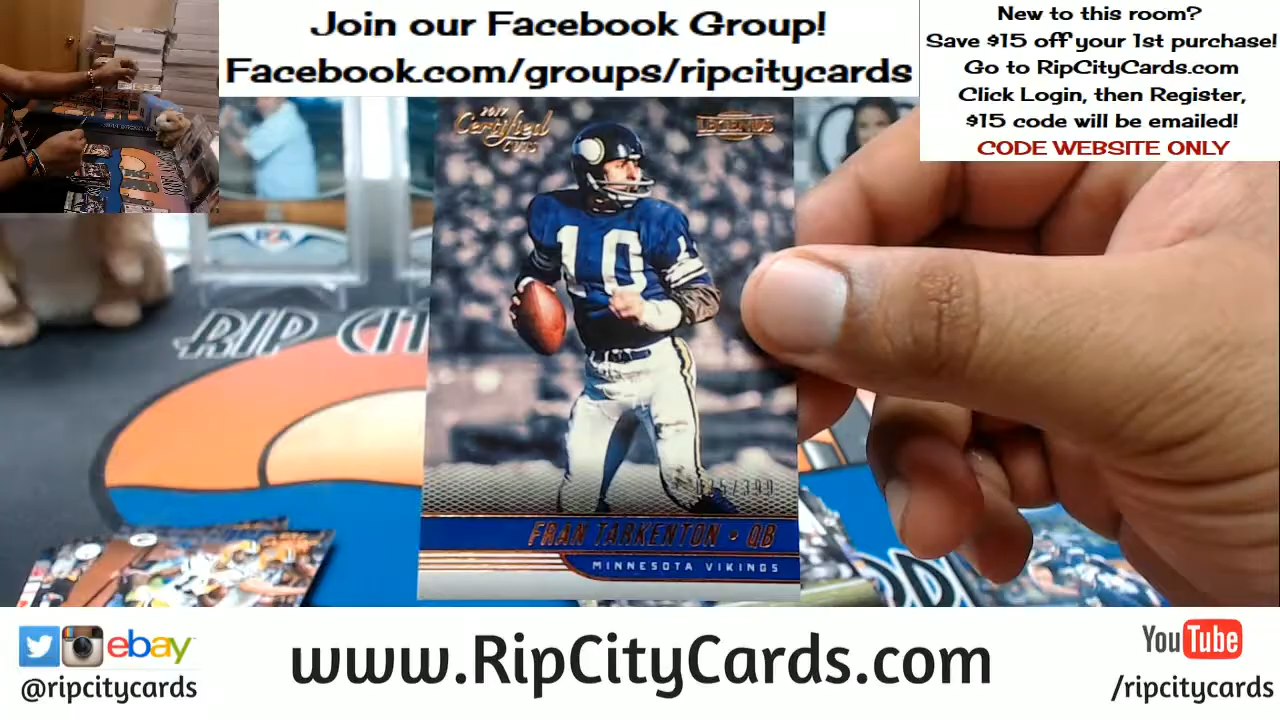 Join our Facebook Group!
Facebook.com/groups/ripcitycards
New to this room?
Save $15 off your 1st purchase!
Go to RipCityCards.com
Click Login, then Register,
$15 code will be emailed!
CODE WEBSITE ONLY
2017
Certified
CUTS
LEGENDS
10
RIP CIT
FRAN TARKENTON • QB
MINNESOTA VIKINGS
ebay
@ripcitycards
www.RipCityCards.com
YouTube
/ripcitycards